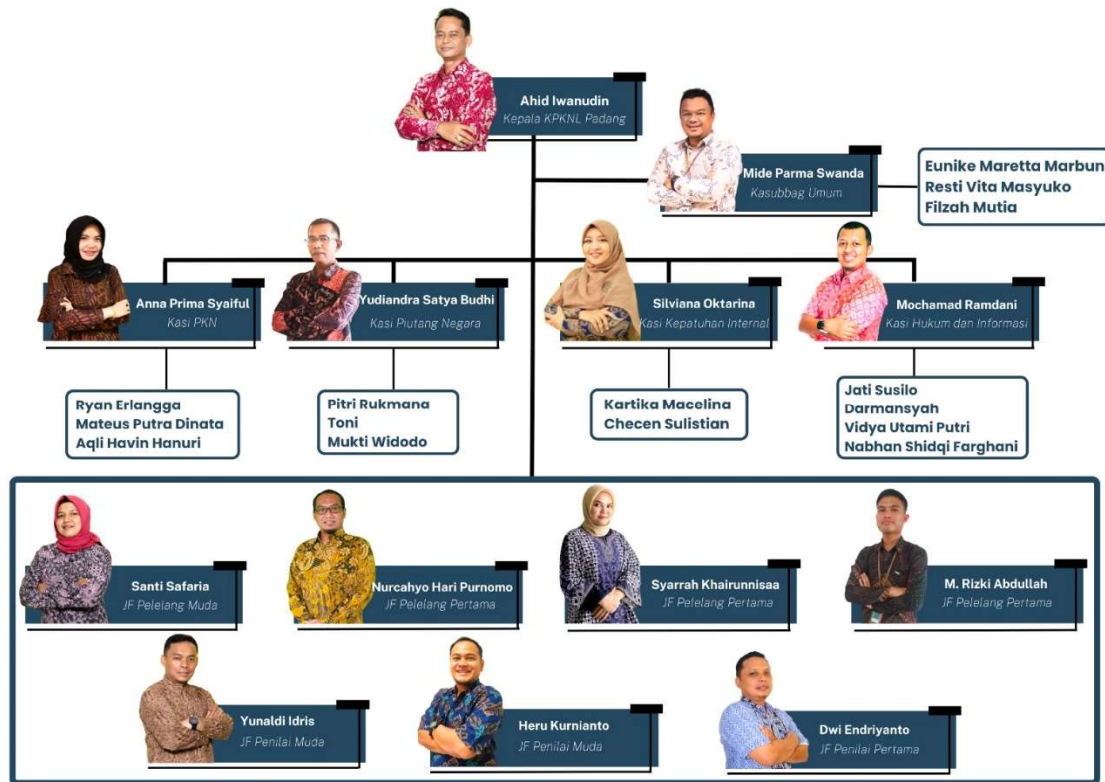 Ahid Iwanudin
Kepala KPKNL Padang
Mide Parma Swanda
Kasubbag Umum
Eunike Maretta Marbun
Resti Vita Masyuko
Filzah Mutia
Anna Prima Syaiful
Kasi PKN
Yudiandra Satya Budhi
Kasi Piutang Negara
Silviana Oktarina
Kasi Kepatuhan Internal
Mochamad Ramdani
Kasi Hukum dan Informasi
Ryan Erlangga
Mateus Putra Dinata
Aqli Havin Hanuri
Pitri Rukmana
Toni
Mukti Widodo
Kartika Macelina
Checen Sulistian
Jati Susilo
Darmansyah
Vidya Utami Putri
Nabhan Shidqi Farghani
Santi Safaria
JF Pelelang Muda
Nurcahyo Hari Purnomo
JF Pelelang Pertama
Syarrah Khairunnisaa
JF Pelelang Pertama
M. Rizki Abdullah
JF Pelelang Pertama
Yunaldi Idris
JF Penilai Muda
Heru Kurnianto
JF Penilai Muda
Dwi Endriyanto
JF Penilai Pertama